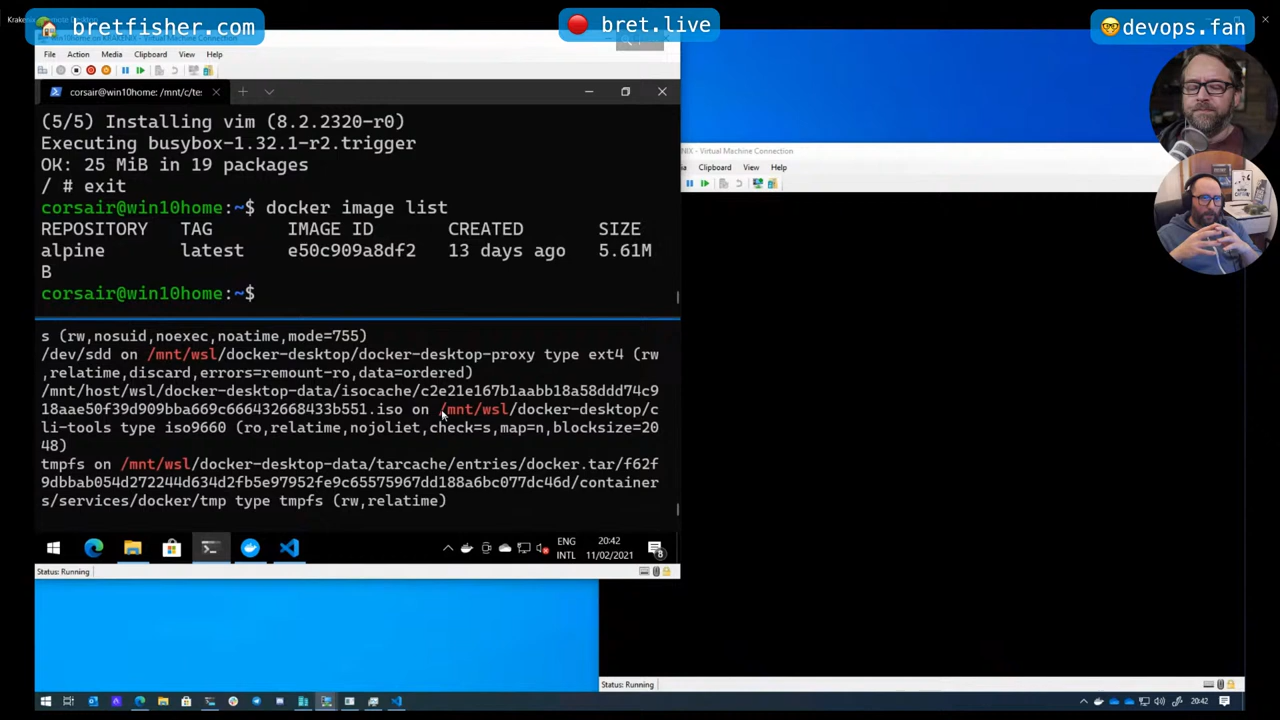 bretfisher.com
bret.live
devops.fan
File Action Media Clipboard View Help
corsair@win10home: /mnt/c/te:
(5/5) Installing vim (8.2.2320-r0)
Executing busybox-1.32.1-r2.trigger
OK: 25 MiB in 19 packages
/ # exit
corsair@win10home:~$ docker image list
REPOSITORY TAG IMAGE ID CREATED SIZE
alpine latest e50c909a8df2 13 days ago 5.61M
B
corsair@win10home:~$
s (rw,nosuid,noexec,noatime,mode=755)
/dev/sdd on /mnt/wsl/docker-desktop/docker-desktop-proxy type ext4 (rw
,relatime,discard,errors=remount-ro,data=ordered)
/mnt/host/wsl/docker-desktop-data/isocache/c2e21e167b1aabb18a58ddd74c9
18aae50f39d909bba669c666432668433b551.iso on /mnt/wsl/docker-desktop/c
li-tools type iso9660 (ro,relatime,nojoliet,check=s,map=n,blocksize=20
48)
tmpfs on /mnt/wsl/docker-desktop-data/tarcache/entries/docker.tar/f62f
9dbbab054d272244d634d2fb5e97952fe9c65575967dd188a6bc077dc46d/container
s/services/docker/tmp type tmpfs (rw,relatime)
ENG
INTL
20:42
11/02/2021
8
Status: Running
- Virtual Machine Connection
Clipboard View Help
Status: Running
20:42